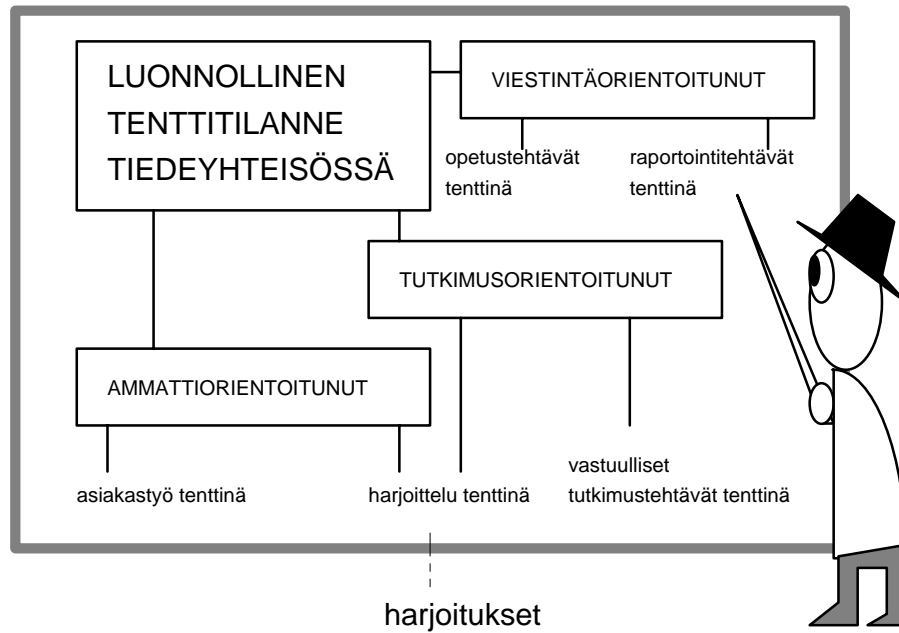 LUONNOLLINEN
TENTTITILANNE
TIEDEYHTEISÖSSÄ
VIESTINTÄORIENTOITUNUT
opetustehtävät
tenttinä
raportointitehtävät
tenttinä
TUTKIMUSORIENTOITUNUT
AMMATTIORIENTOITUNUT
asiakastyö tenttinä
harjoittelu tenttinä
vastuulliset
tutkimustehtävät tenttinä
harjoitukset